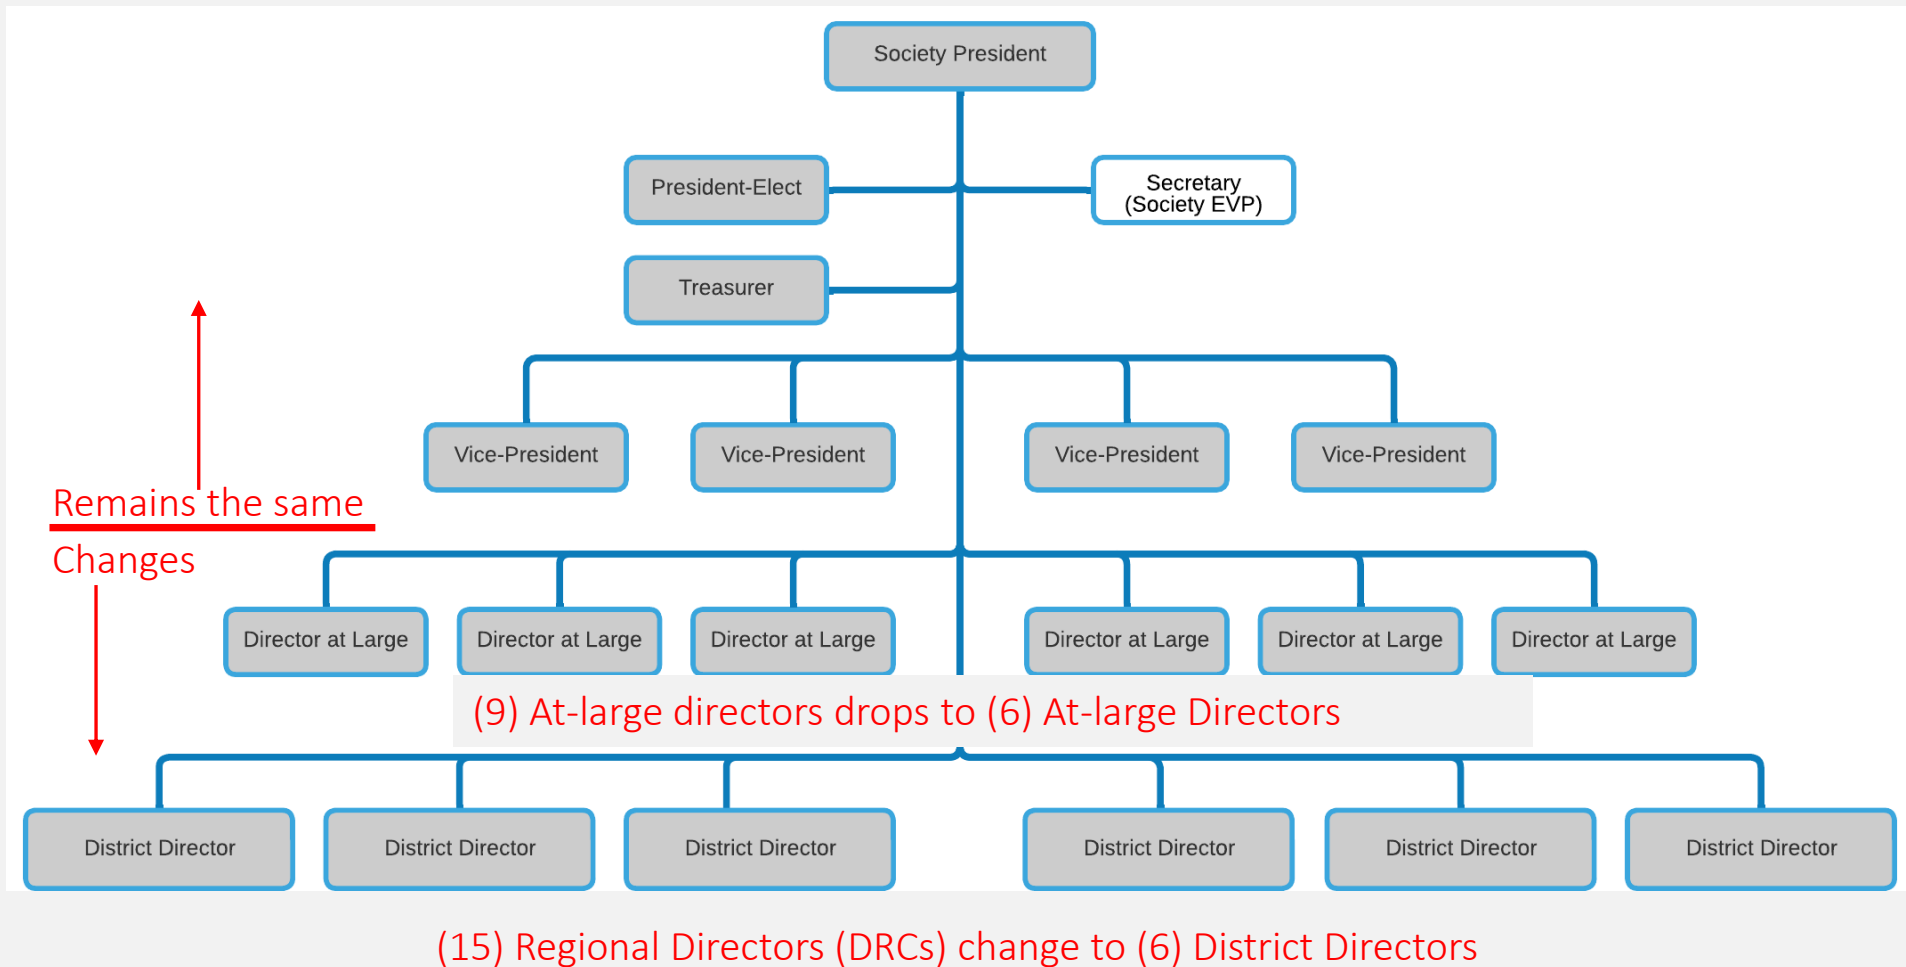 Society President
President-Elect
Secretary
(Society EVP)
Treasurer
Vice-President
Vice-President
Vice-President
Vice-President
Remains the same
Changes
Director at Large
Director at Large
Director at Large
Director at Large
Director at Large
Director at Large
(9) At-large directors drops to (6) At-large Directors
District Director
District Director
District Director
District Director
District Director
District Director
(15) Regional Directors (DRCs) change to (6) District Directors